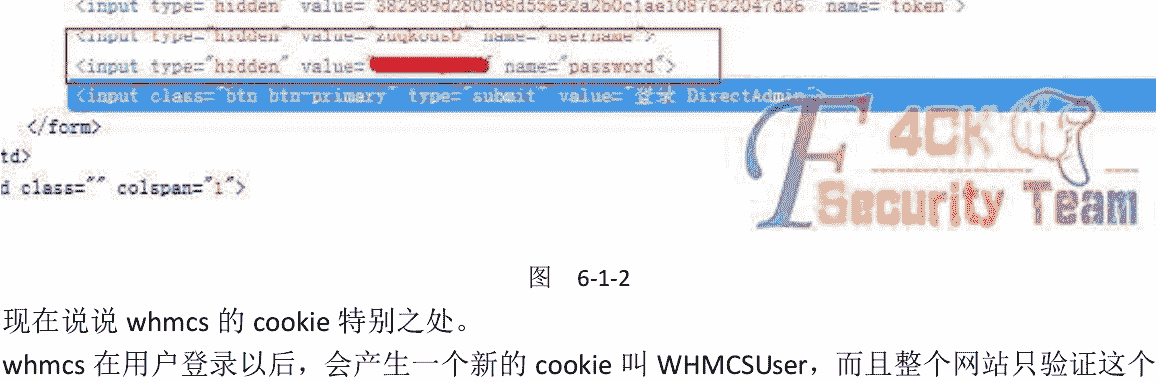 <input type="hidden" value="382989d280b98d55692a2b0c1ae1087622047d26" name="token">
<input type="hidden" value="zuqkousb" name="username">
<input type="hidden" value=" " name="password">
<input class="btn btn-primary" type="submit" value="登录 DirectAdmin">
</form>
td>
d class="" colspan="1">
F4CK
Security Team
图 6-1-2
现在说说 whmcs 的 cookie 特别之处。
whmcs 在用户登录以后，会产生一个新的 cookie 叫 WHMCSUser，而且整个网站只验证这个